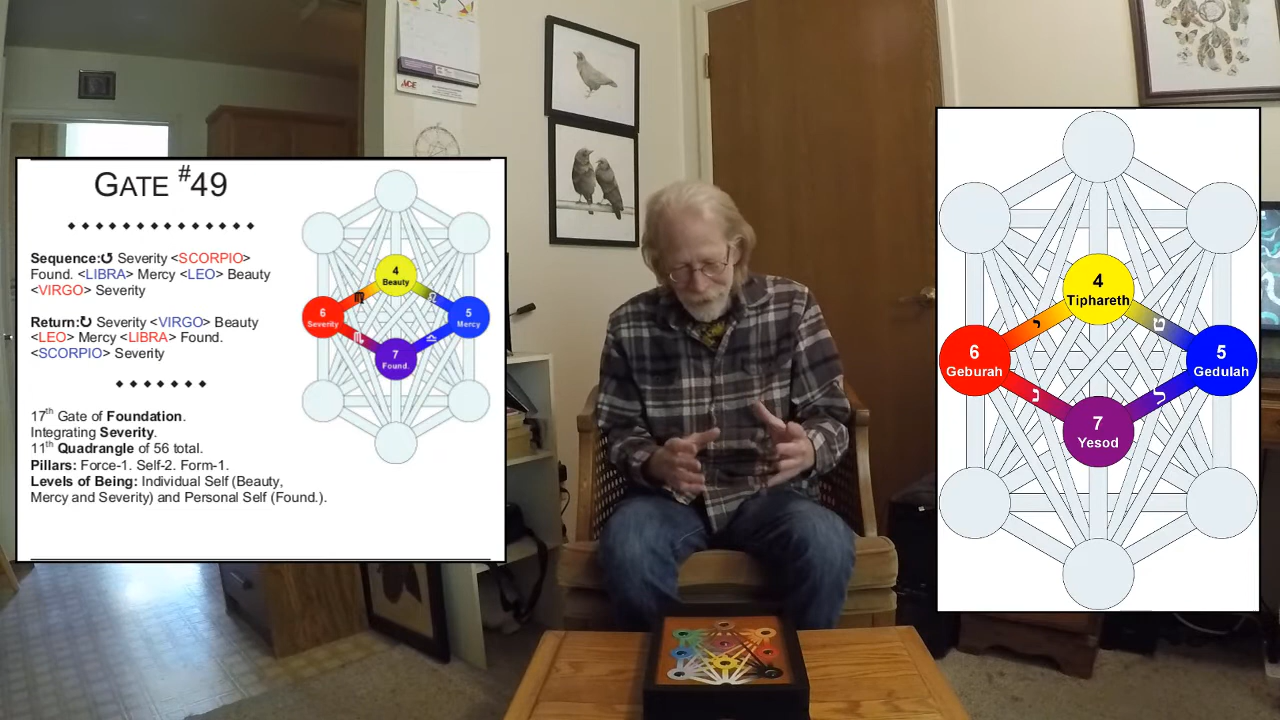 GATE #49
Sequence:↺ Severity <SCORPIO>
Found. <LIBRA> Mercy <LEO> Beauty
<VIRGO> Severity
Return:↻ Severity <VIRGO> Beauty
<LEO> Mercy <LIBRA> Found.
<SCORPIO> Severity
17th Gate of Foundation.
Integrating Severity.
11th Quadrangle of 56 total.
Pillars: Force-1. Self-2. Form-1.
Levels of Being: Individual Self (Beauty,
Mercy and Severity) and Personal Self (Found.).
4
Beauty
♍
♌
6
Severity
5
Mercy
♏
♎
7
Found.
ACE
4
Tiphareth
י
ט
6
Geburah
5
Gedulah
נ
ל
7
Yesod